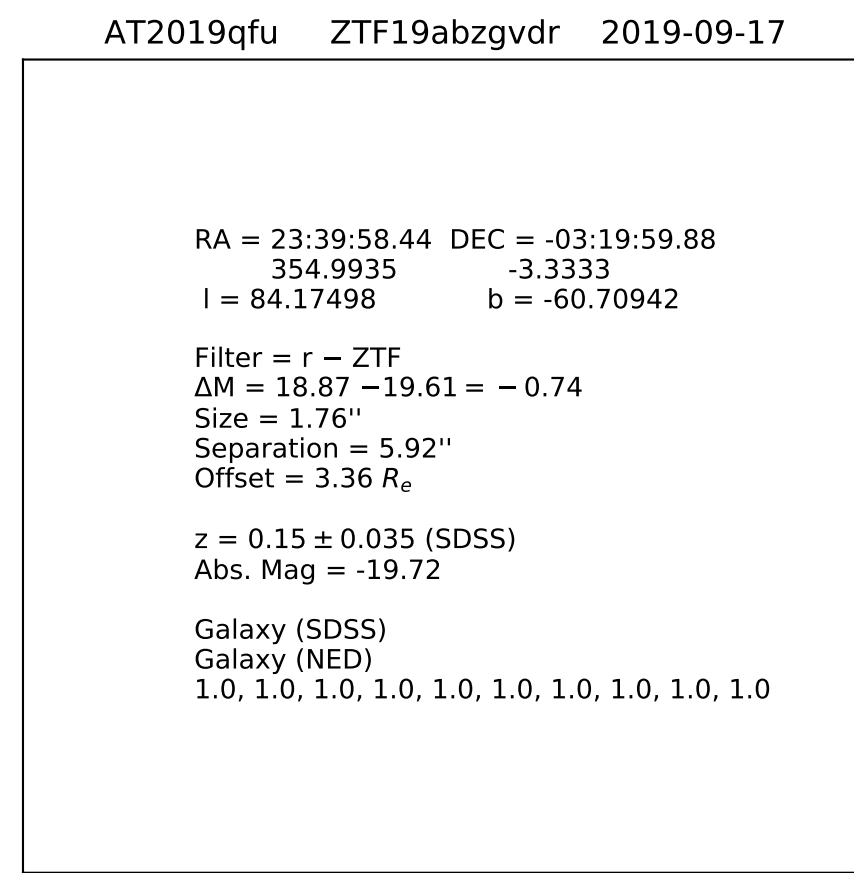 AT2019qfu ZTF19abzgvdr 2019-09-17
RA = 23:39:58.44 DEC = -03:19:59.88
354.9935 -3.3333
l = 84.17498 b = -60.70942
Filter = r − ZTF
ΔM = 18.87 −19.61 = − 0.74
Size = 1.76''
Separation = 5.92''
Offset = 3.36 Re
z = 0.15 ± 0.035 (SDSS)
Abs. Mag = -19.72
Galaxy (SDSS)
Galaxy (NED)
1.0, 1.0, 1.0, 1.0, 1.0, 1.0, 1.0, 1.0, 1.0, 1.0